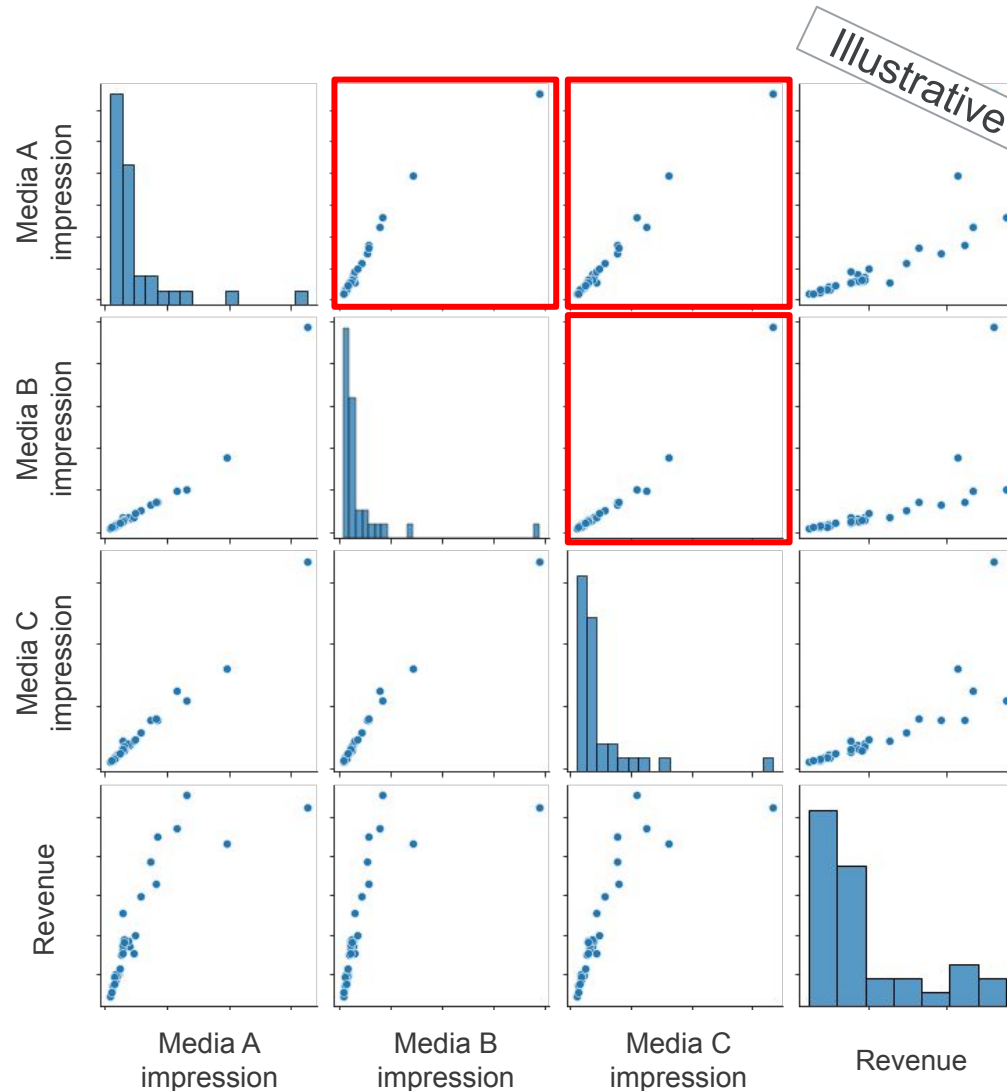 Illustrative
Media A
impression
Media B
impression
Media C
impression
Revenue
Media A
impression
Media B
impression
Media C
impression
Revenue